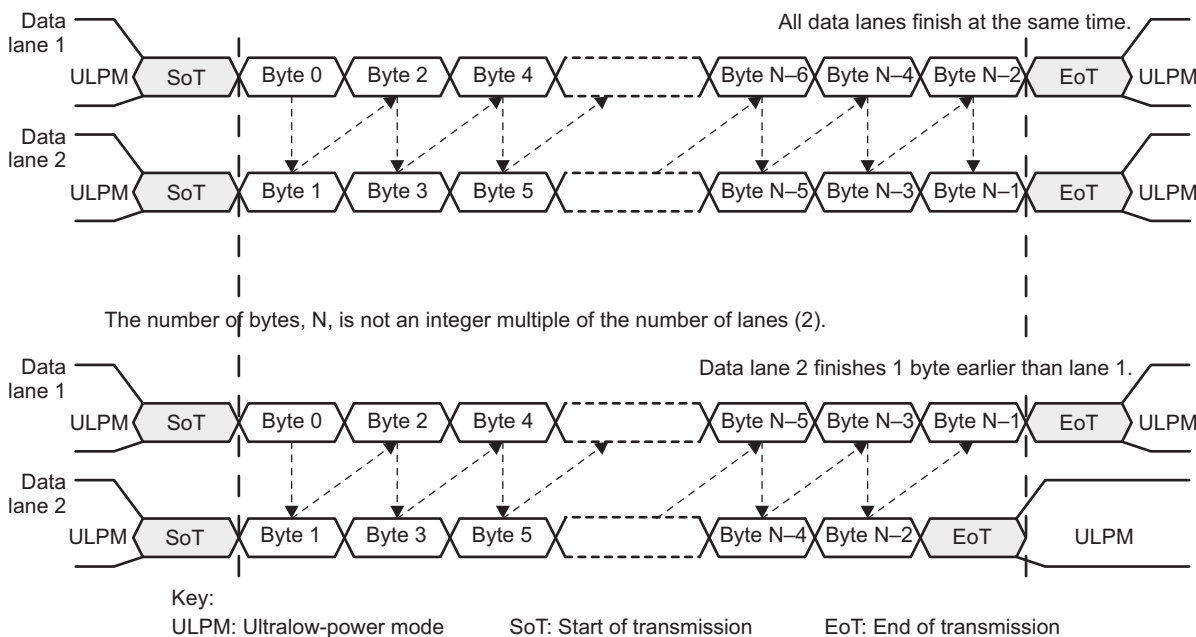 Data
lane 1
All data lanes finish at the same time.
ULPM SoT Byte 0 Byte 2 Byte 4 Byte N–6 Byte N–4 Byte N–2 EoT ULPM
Data
lane 2
ULPM SoT Byte 1 Byte 3 Byte 5 Byte N–5 Byte N–3 Byte N–1 EoT ULPM
The number of bytes, N, is not an integer multiple of the number of lanes (2).
Data
lane 1
Data lane 2 finishes 1 byte earlier than lane 1.
ULPM SoT Byte 0 Byte 2 Byte 4 Byte N–5 Byte N–3 Byte N–1 EoT ULPM
Data
lane 2
ULPM SoT Byte 1 Byte 3 Byte 5 Byte N–4 Byte N–2 EoT ULPM
Key:
ULPM: Ultralow-power mode SoT: Start of transmission EoT: End of transmission